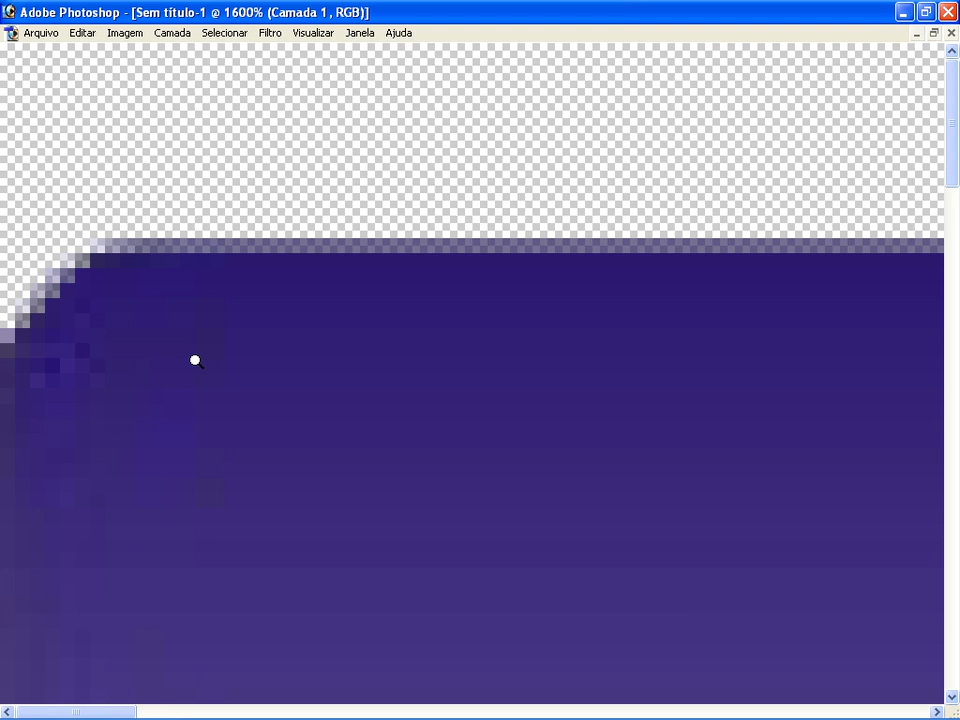 Adobe Photoshop - [Sem título-1 @ 1600% (Camada 1, RGB)]
Arquivo Editar Imagem Camada Selecionar Filtro Visualizar Janela Ajuda